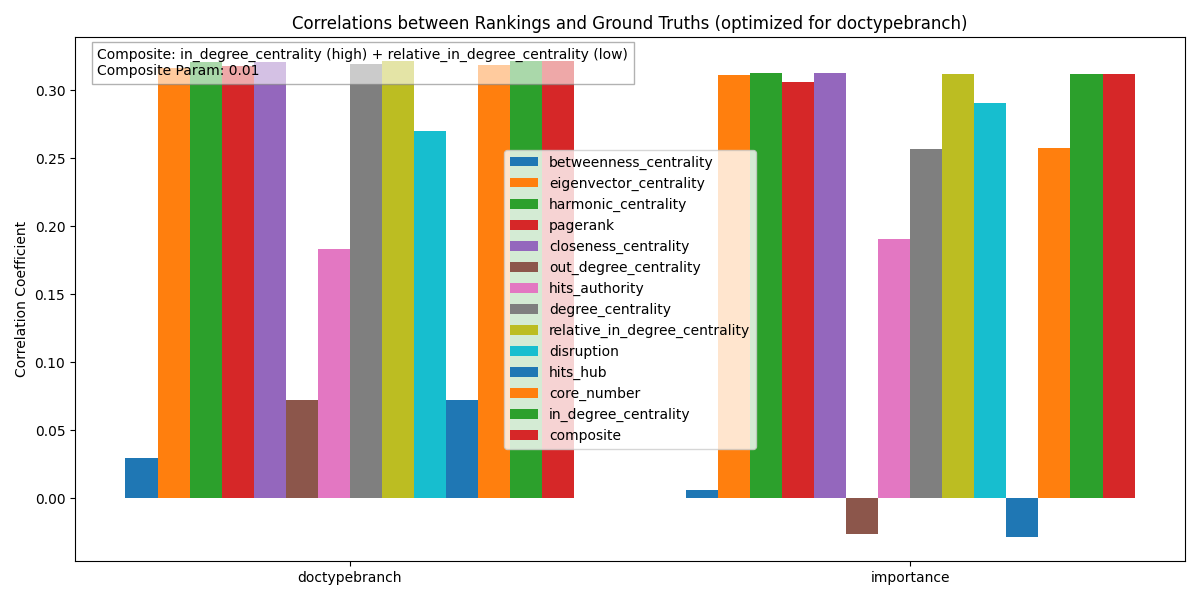 Correlations between Rankings and Ground Truths (optimized for doctypebranch)
Composite: in_degree_centrality (high) + relative_in_degree_centrality (low)
Composite Param: 0.01
Correlation Coefficient
0.30
0.25
0.20
0.15
0.10
0.05
0.00
betweenness_centrality
eigenvector_centrality
harmonic_centrality
pagerank
closeness_centrality
out_degree_centrality
hits_authority
degree_centrality
relative_in_degree_centrality
disruption
hits_hub
core_number
in_degree_centrality
composite
doctypebranch
importance